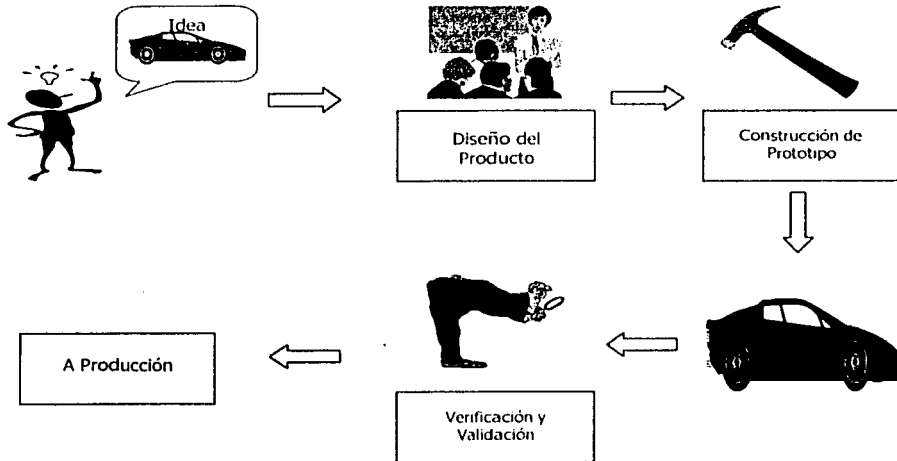 Idea
Diseño del
Producto
Construcción de
Prototipo
A Producción
Verificación y
Validación